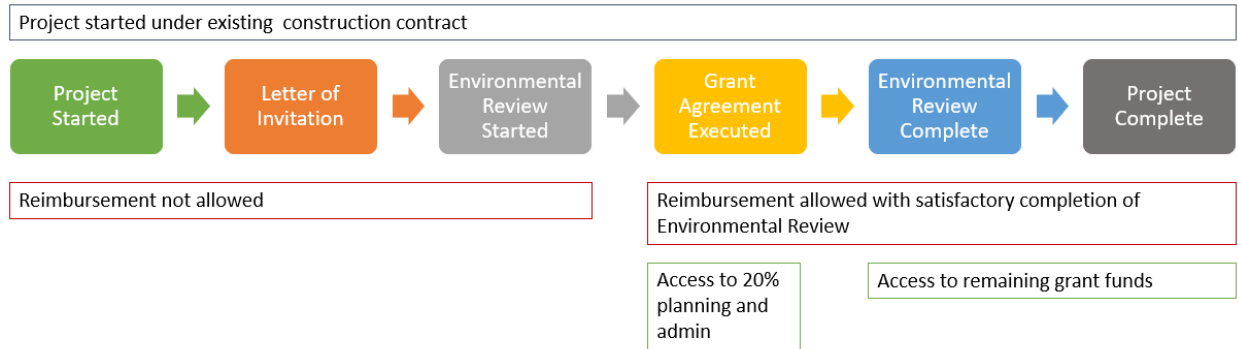 Project started under existing  construction contract
Project
Started
Letter of
Invitation
Environmental
Review
Started
Grant
Agreement
Executed
Environmental
Review
Complete
Project
Complete
Reimbursement not allowed
Reimbursement allowed with satisfactory completion of
Environmental Review
Access to 20%
planning and
admin
Access to remaining grant funds